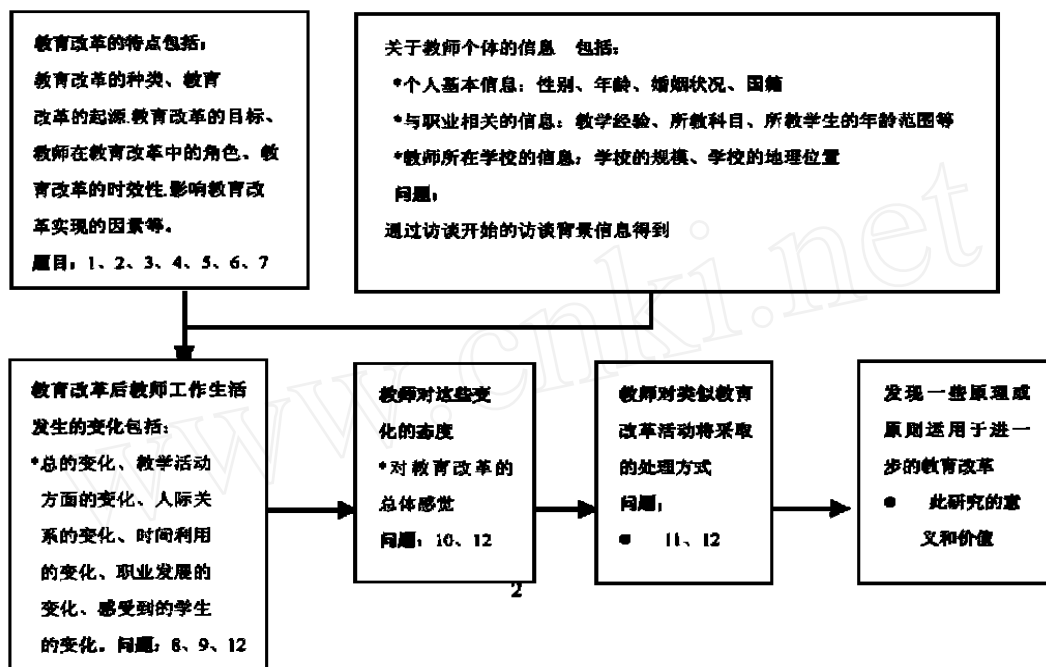 教育改革的特点包括：
教育改革的种类、教育
改革的起源.教育改革的目标、
教师在教育改革中的角色、教
育改革的时效性.影响教育改
革实现的因素等。
题目：1、2、3、4、5、6、7
关于教师个体的信息 包括：
*个人基本信息：性别、年龄、婚姻状况、国籍
*与职业相关的信息：教学经验、所教科目、所教学生的年龄范围等
*教师所在学校的信息：学校的规模、学校的地理位置
问题：
通过访谈开始的访谈背景信息得到
教育改革后教师工作生活
发生的变化包括：
*总的变化、教学活动
方面的变化、人际关
系的变化、时间利用
的变化、职业发展的
变化、感受到的学生
的变化。问题：8、9、12
教师对这些变
化的态度
*对教育改革的
总体感觉
问题：10、12
教师对类似教育
改革活动将采取
的处理方式
问题：
● 11、12
发现一些原理或
原则运用于进一
步的教育改革
● 此研究的意
义和价值
2
www.cnki.net